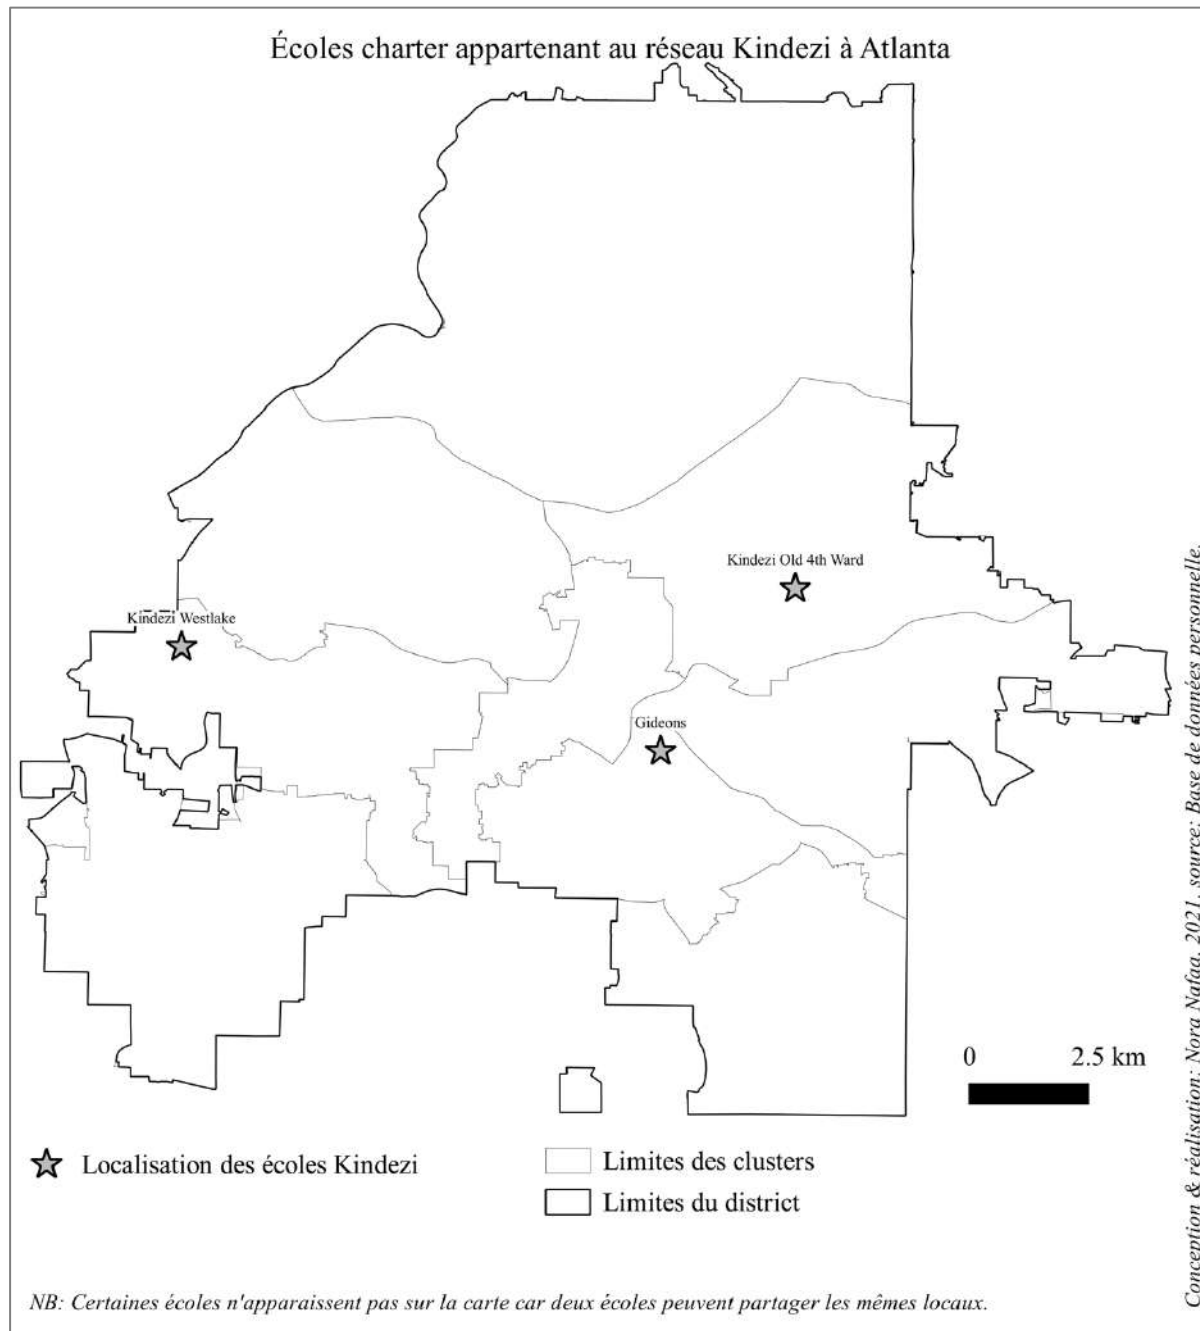 Écoles charter appartenant au réseau Kindezi à Atlanta
Kindezi Old 4th Ward
Kindezi Westlake
Gideons
0 2.5 km
Localisation des écoles Kindezi
Limites des clusters
Limites du district
NB: Certaines écoles n'apparaissent pas sur la carte car deux écoles peuvent partager les mêmes locaux.
Conception & réalisation: Nora Nafaa, 2021, source: Base de données personnelle.